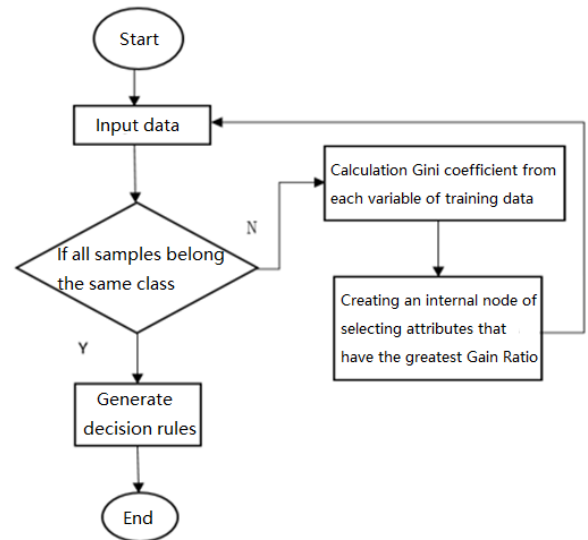 Start
Input data
If all samples belong
the same class
N
Calculation Gini coefficient from
each variable of training data
Creating an internal node of
selecting attributes that
have the greatest Gain Ratio
Y
Generate
decision rules
End